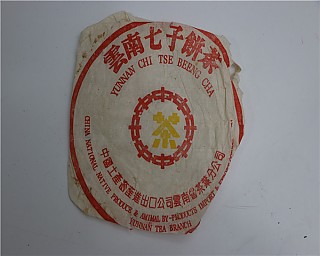 雲南七子餅茶
YUNNAN CHI TSE BEENG CHA
茶
中國土產畜產進出口公司雲南省茶葉分公司
CHINA NATIONAL NATIVE PRODUCE & ANIMAL BY-PRODUCTS IMPORT &
YUNNAN TEA BRANCH